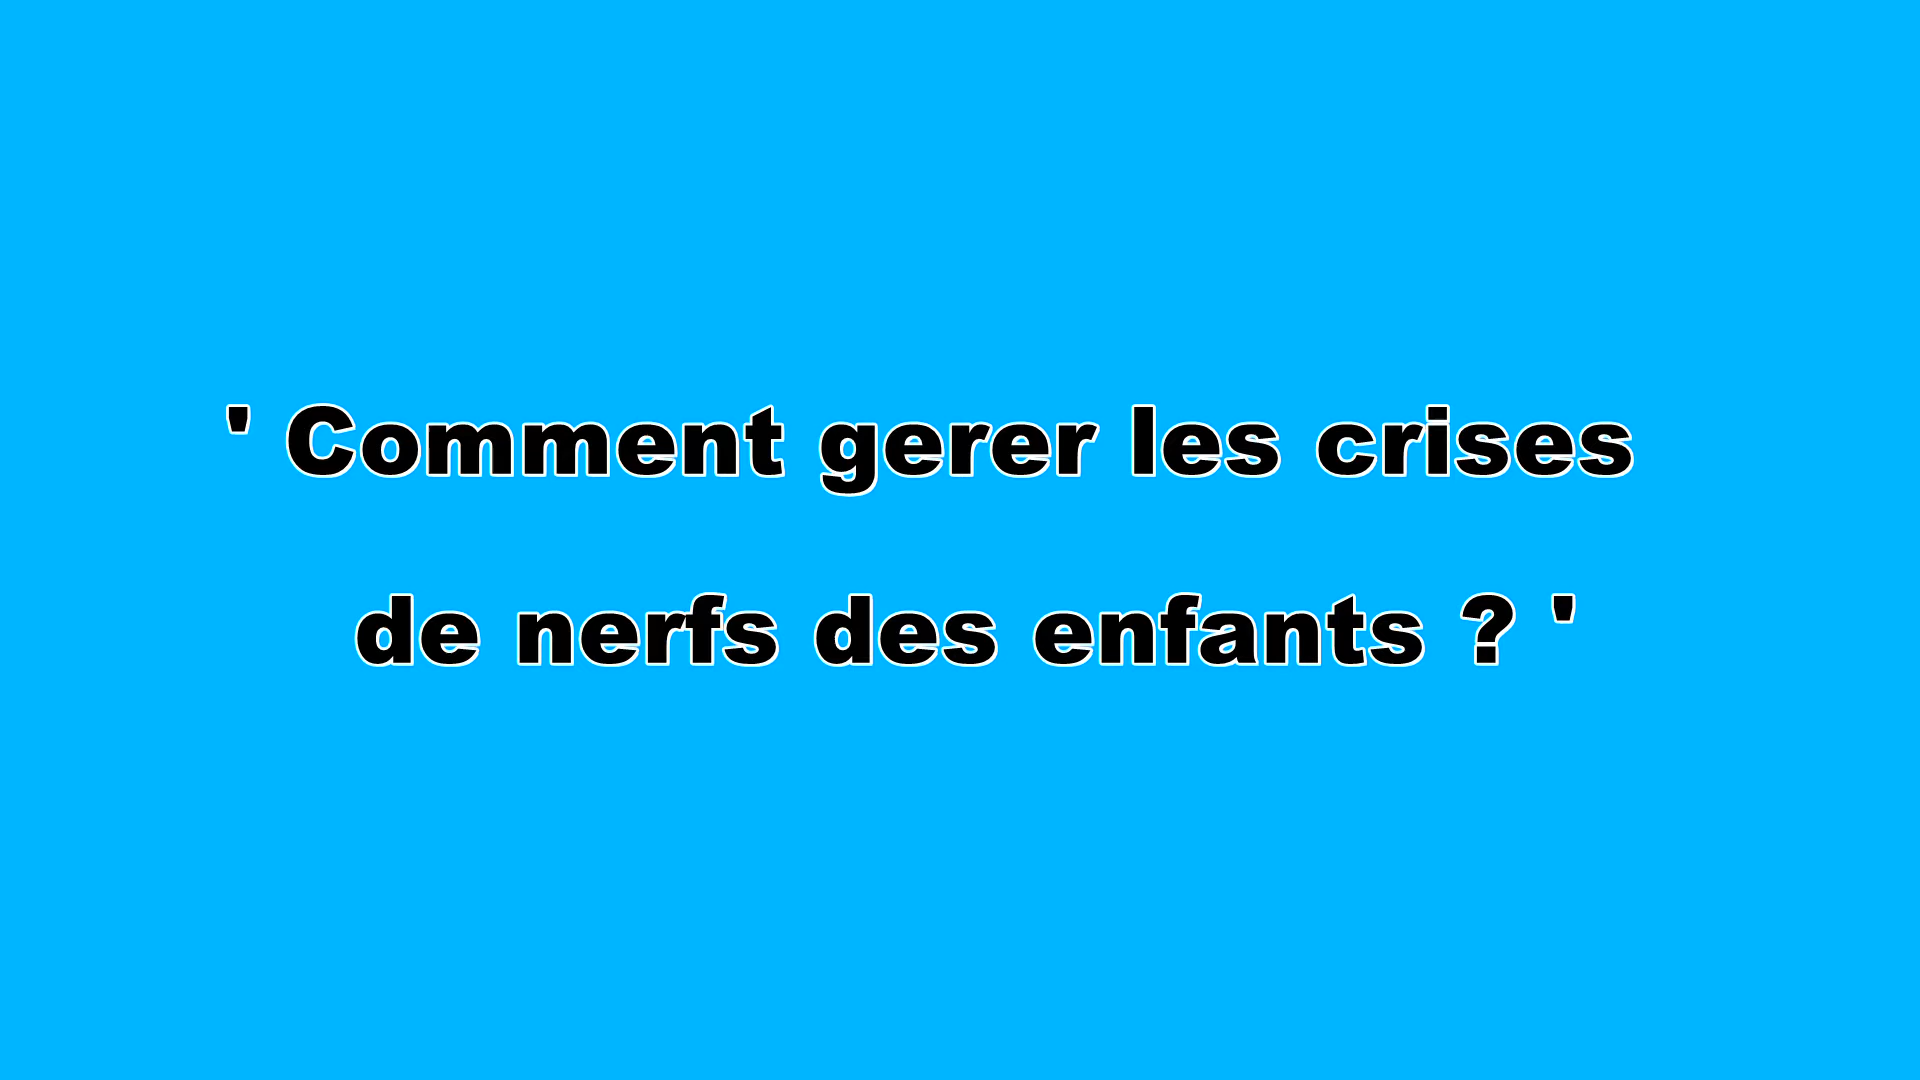 ' Comment gerer les crises
de nerfs des enfants ? '